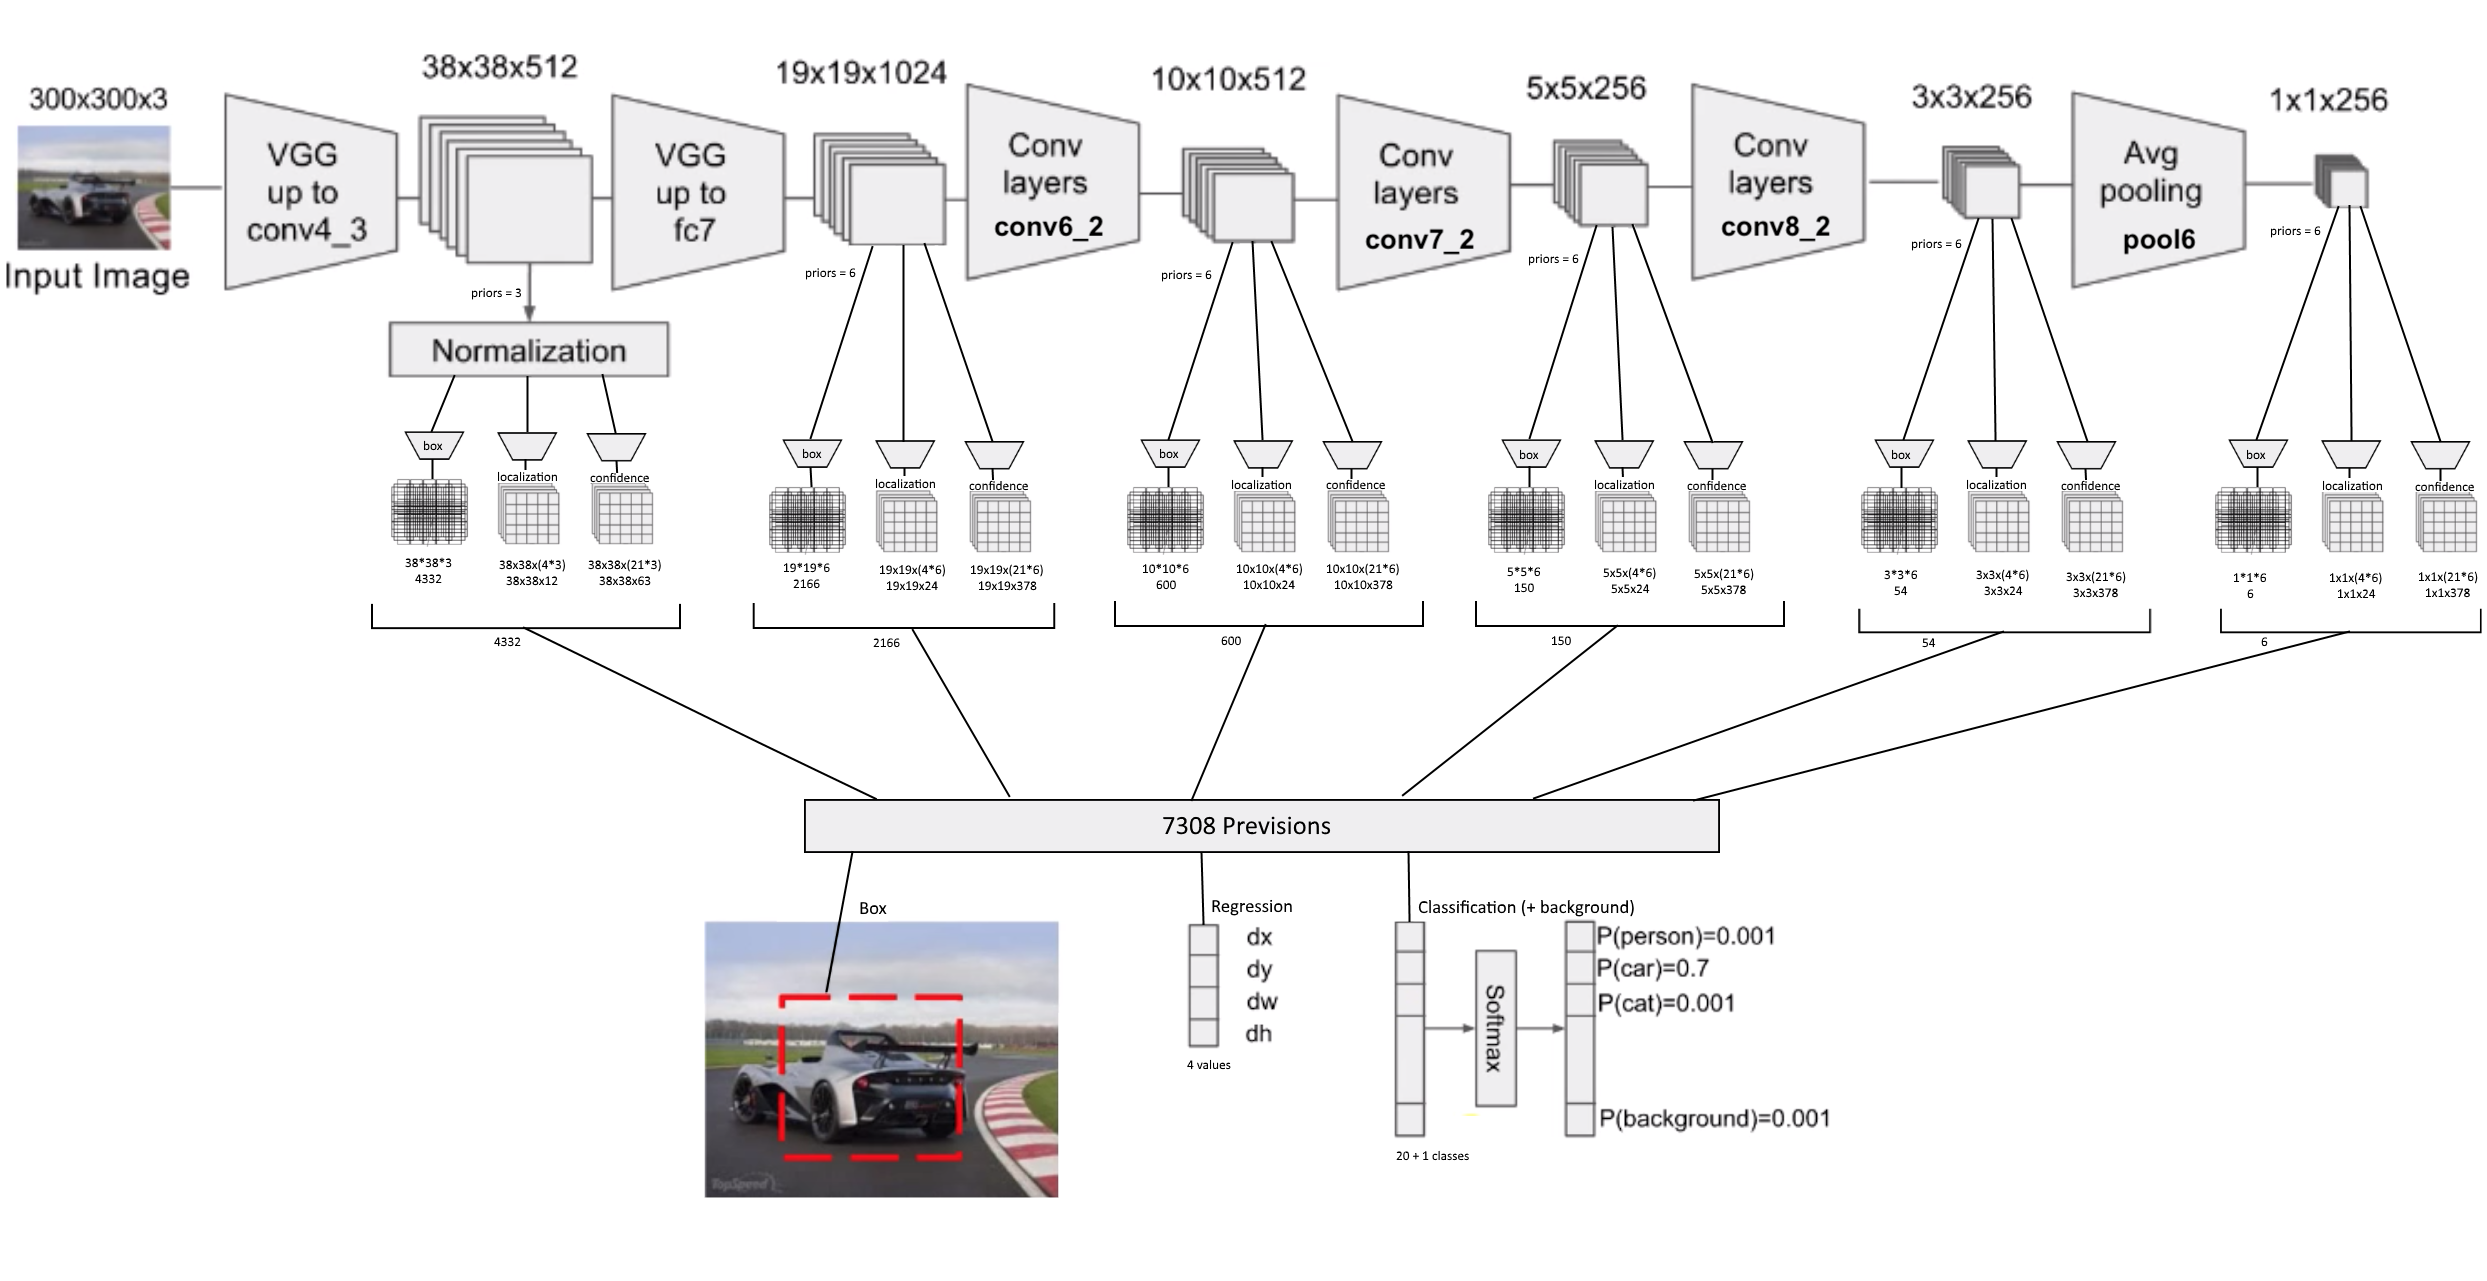 300x300x3
Input Image
VGG
up to
conv4_3
38x38x512
VGG
up to
fc7
19x19x1024
Conv
layers
conv6_2
10x10x512
Conv
layers
conv7_2
5x5x256
Conv
layers
conv8_2
3x3x256
Avg
pooling
pool6
1x1x256
priors = 3
priors = 6
priors = 6
priors = 6
priors = 6
priors = 6
Normalization
box
localization
confidence
38*38*3
4332
38x38x(4*3)
38x38x12
38x38x(21*3)
38x38x63
4332
box
localization
confidence
19*19*6
2166
19x19x(4*6)
19x19x24
19x19x(21*6)
19x19x378
2166
box
localization
confidence
10*10*6
600
10x10x(4*6)
10x10x24
10x10x(21*6)
10x10x378
600
box
localization
confidence
5*5*6
150
5x5x(4*6)
5x5x24
5x5x(21*6)
5x5x378
150
box
localization
confidence
3*3*6
54
3x3x(4*6)
3x3x24
3x3x(21*6)
3x3x378
54
box
localization
confidence
1*1*6
6
1x1x(4*6)
1x1x24
1x1x(21*6)
1x1x378
6
7308 Previsions
Box
TopSpeed
Regression
dx
dy
dw
dh
4 values
Classification (+ background)
Softmax
P(person)=0.001
P(car)=0.7
P(cat)=0.001
P(background)=0.001
20 + 1 classes